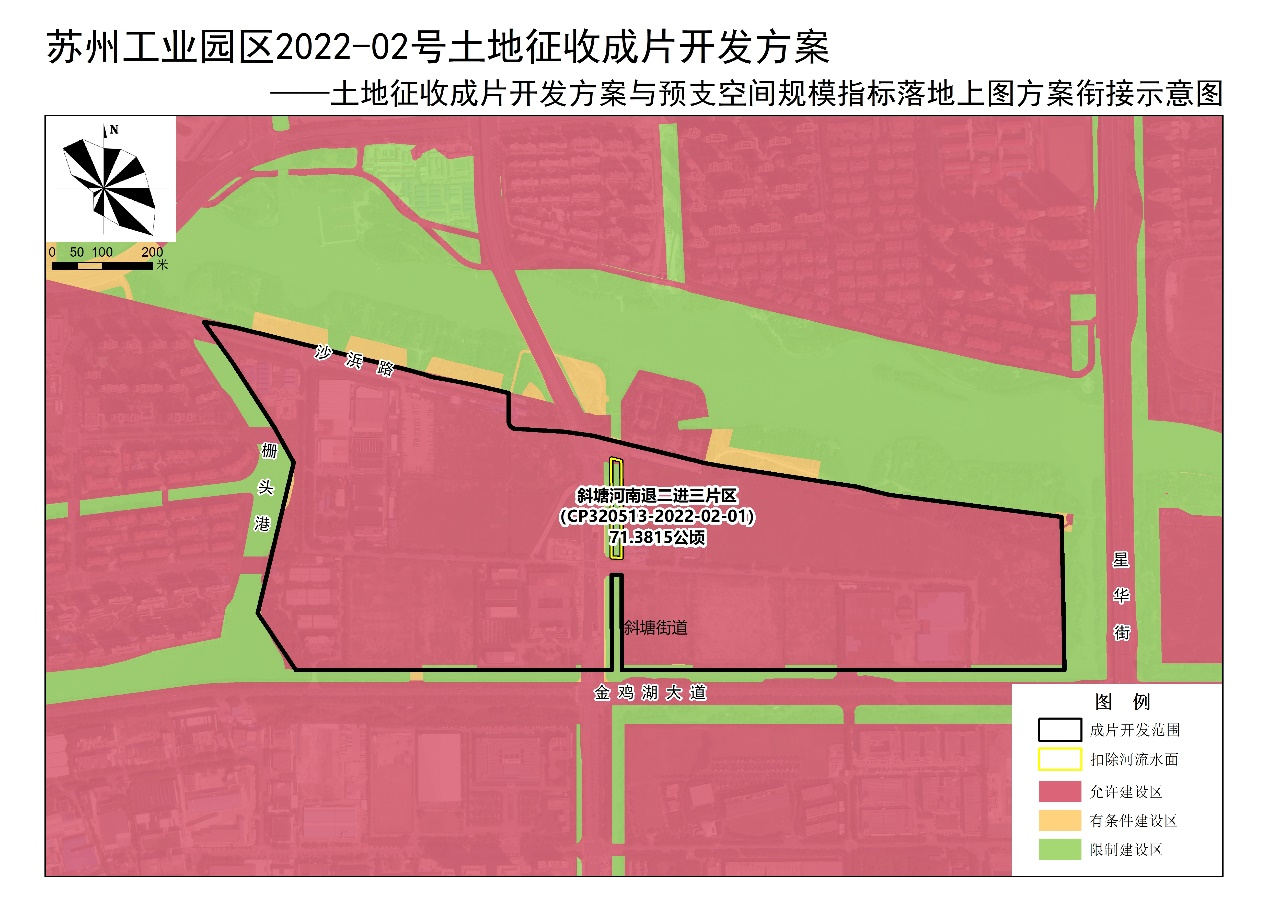 苏州工业园区2022-02号土地征收成片开发方案
——土地征收成片开发方案与预支空间规模指标落地上图方案衔接示意图
N
0 50 100 200
米
沙浜路
栅头港
斜塘河南退二进三片区
(CP320513-2022-02-01)
71.3815公顷
星华街
斜塘街道
金鸡湖大道
图 例
成片开发范围
扣除河流水面
允许建设区
有条件建设区
限制建设区